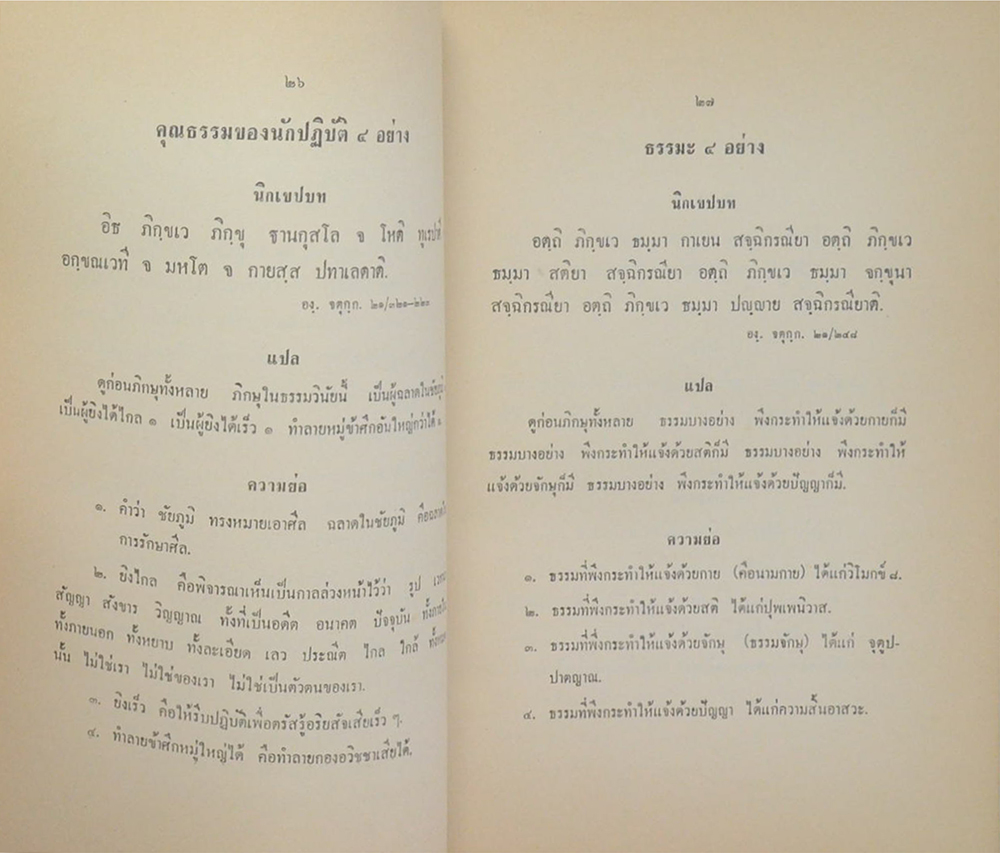 ๒๖
คุณธรรมของนักปฏิบัติ ๔ อย่าง
นิกเขปบท
อิธ ภิกฺขเว ภิกฺขุ ฐานกุสโล จ โหติ
อกฺขณเวที จ มหโต จ กายสฺส ปทาเลตาติ.
องฺ. จตุกฺก.
แปล
ดูก่อนภิกษุทั้งหลาย ภิกษุในธรรมวินัยนี้ เป็นผู้ฉลาดในชัยภูมิ
เป็นผู้ยิงได้ไกล ๑ เป็นผู้ยิงได้เร็ว ๑ ทำลายหมู่ข้าศึกอันใหญ่กว่าได้ ๑
ความย่อ
๑. คำว่า ชัยภูมิ ทรงหมายเอาศีล ฉลาดในชัยภูมิ
การรักษาศีล.
๒. ยิงไกล คือพิจารณาเห็นเป็นกาลล่วงหน้าไว้ว่า รูป
สัญญา สังขาร วิญญาณ ทั้งที่เป็นอดีต อนาคต ปัจจุบัน
ทั้งภายนอก ทั้งหยาบ ทั้งละเอียด เลว ประณีต ไกล ใกล้
นั้น ไม่ใช่เรา ไม่ใช่ของเรา ไม่ใช่เป็นตัวตนของเรา.
๓. ยิงเร็ว คือให้รีบปฏิบัติเพื่อตรัสรู้อริยสัจเสียเร็ว ๆ.
๔. ทำลายข้าศึกหมู่ใหญ่ได้ คือทำลายกองอวิชชาเสียได้.
๒๗
ธรรมะ ๔ อย่าง
นิกเขปบท
อตฺถิ ภิกฺขเว ธมฺมา กาเยน สจฺฉิกรณียา อตฺถิ ภิกฺขเว
ธมฺมา สติยา สจฺฉิกรณียา อตฺถิ ภิกฺขเว ธมฺมา จกฺขุนา
สจฺฉิกรณียา อตฺถิ ภิกฺขเว ธมฺมา ปญฺญาย สจฺฉิกรณียาติ.
องฺ. จตุกฺก. ๒๑/๒๔๘
แปล
ดูก่อนภิกษุทั้งหลาย ธรรมบางอย่าง พึงกระทำให้แจ้งด้วยกายก็มี
ธรรมบางอย่าง พึงกระทำให้แจ้งด้วยสติก็มี ธรรมบางอย่าง พึงกระทำให้
แจ้งด้วยจักษุก็มี ธรรมบางอย่าง พึงกระทำให้แจ้งด้วยปัญญาก็มี.
ความย่อ
๑. ธรรมที่พึงกระทำให้แจ้งด้วยกาย (คือนามกาย) ได้แก่วิโมกข์ ๘.
๒. ธรรมที่พึงกระทำให้แจ้งด้วยสติ ได้แก่ปุพเพนิวาส.
๓. ธรรมที่พึงกระทำให้แจ้งด้วยจักษุ (ธรรมจักษุ) ได้แก่ จุตูป-
ปาตญาณ.
๔. ธรรมที่พึงกระทำให้แจ้งด้วยปัญญา ได้แก่ความสิ้นอาสวะ.